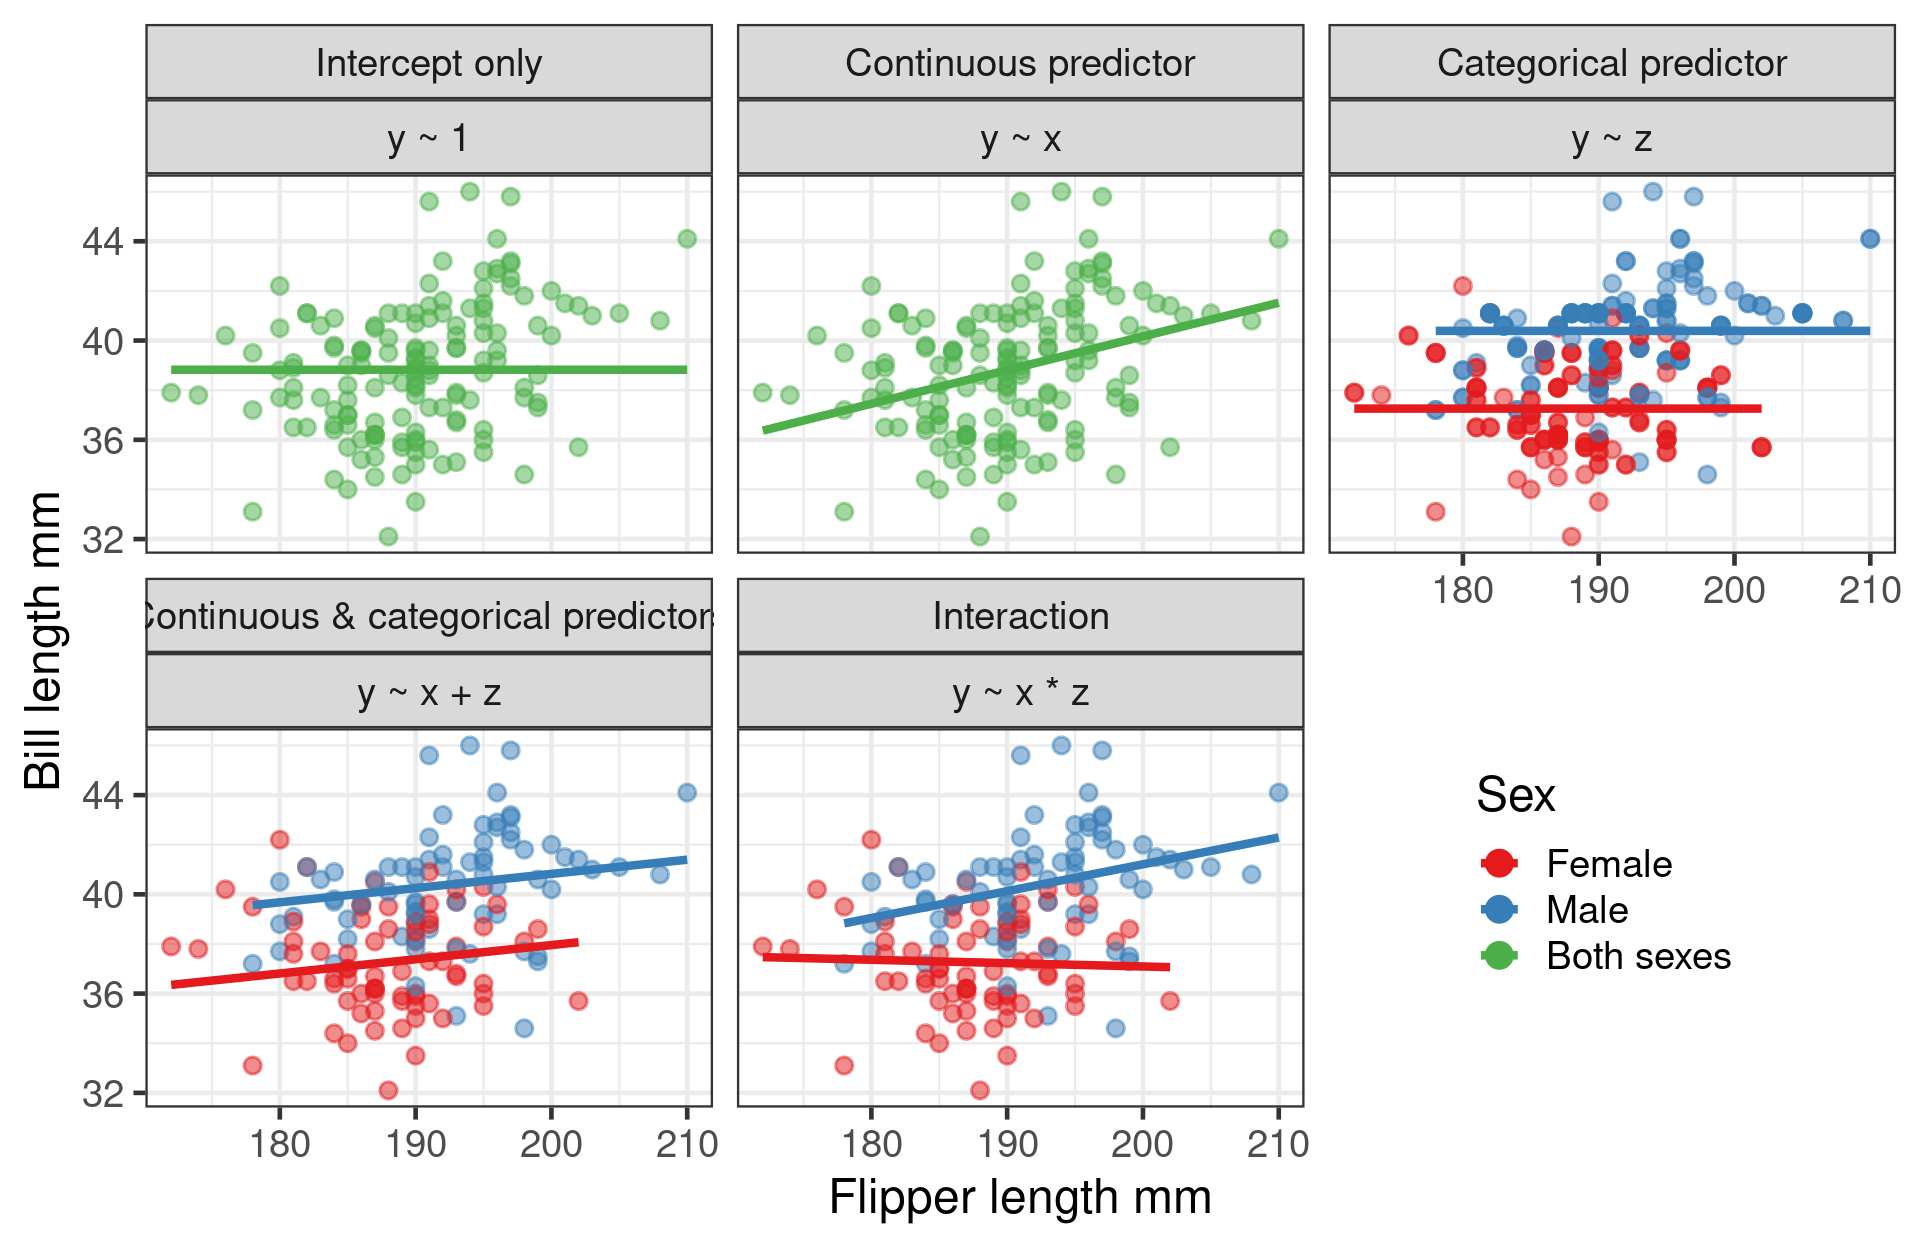 Intercept only
y ~ 1
Continuous predictor
y ~ x
Categorical predictor
y ~ z
44
40
36
32
180 190 200 210
Continuous & categorical predictors
y ~ x + z
Interaction
y ~ x * z
44
40
36
32
180 190 200 210
180 190 200 210
Bill length mm
Flipper length mm
Sex
Female
Male
Both sexes